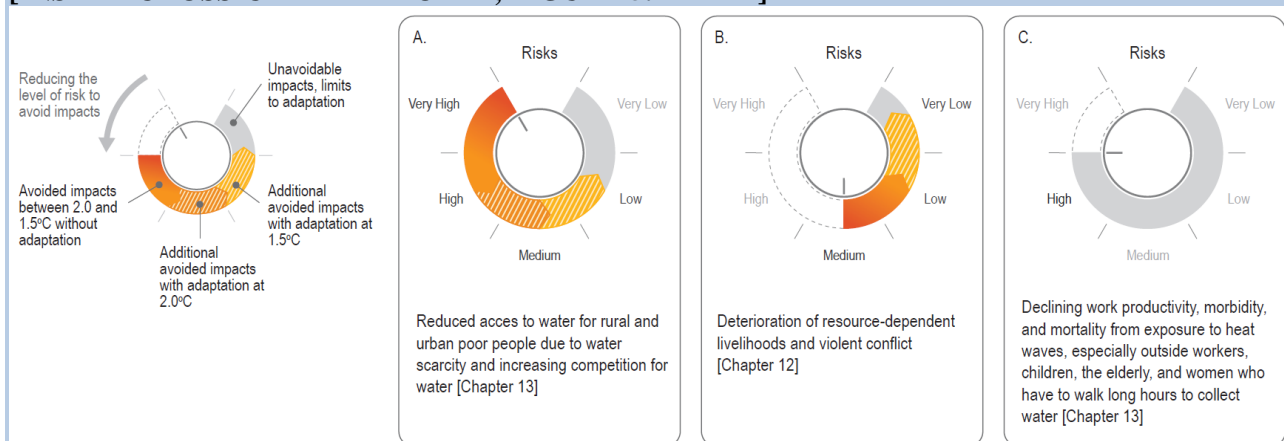 Reducing the
level of risk to
avoid impacts
Unavoidable
impacts, limits
to adaptation
Avoided impacts
between 2.0 and
1.5ºC without
adaptation
Additional
avoided impacts
with adaptation at
2.0ºC
Additional
avoided impacts
with adaptation at
1.5ºC
A.
Risks
Very High
Very Low
High
Low
Medium
Reduced acces to water for rural and
urban poor people due to water
scarcity and increasing competition for
water [Chapter 13]
B.
Risks
Very High
Very Low
High
Low
Medium
Deterioration of resource-dependent
livelihoods and violent conflict
[Chapter 12]
C.
Risks
Very High
Very Low
High
Low
Medium
Declining work productivity, morbidity,
and mortality from exposure to heat
waves, especially outside workers,
children, the elderly, and women who
have to walk long hours to collect
water [Chapter 13]